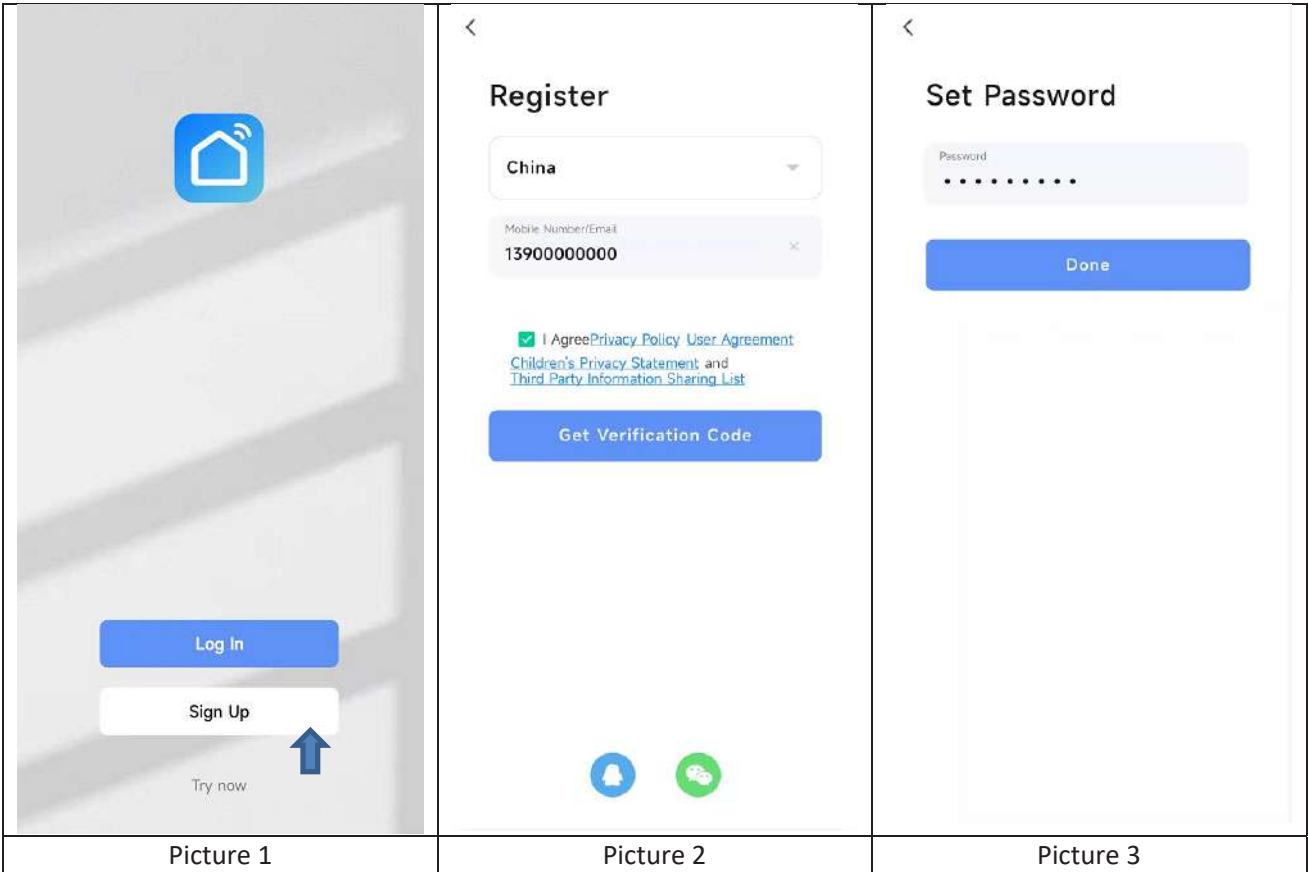 Log In
Sign Up
Try now
Picture 1
Register
China
Mobile Number/Email
13900000000
I AgreePrivacy Policy User Agreement
Children's Privacy Statement and
Third Party Information Sharing List
Get Verification Code
Picture 2
Set Password
Password
Done
Picture 3